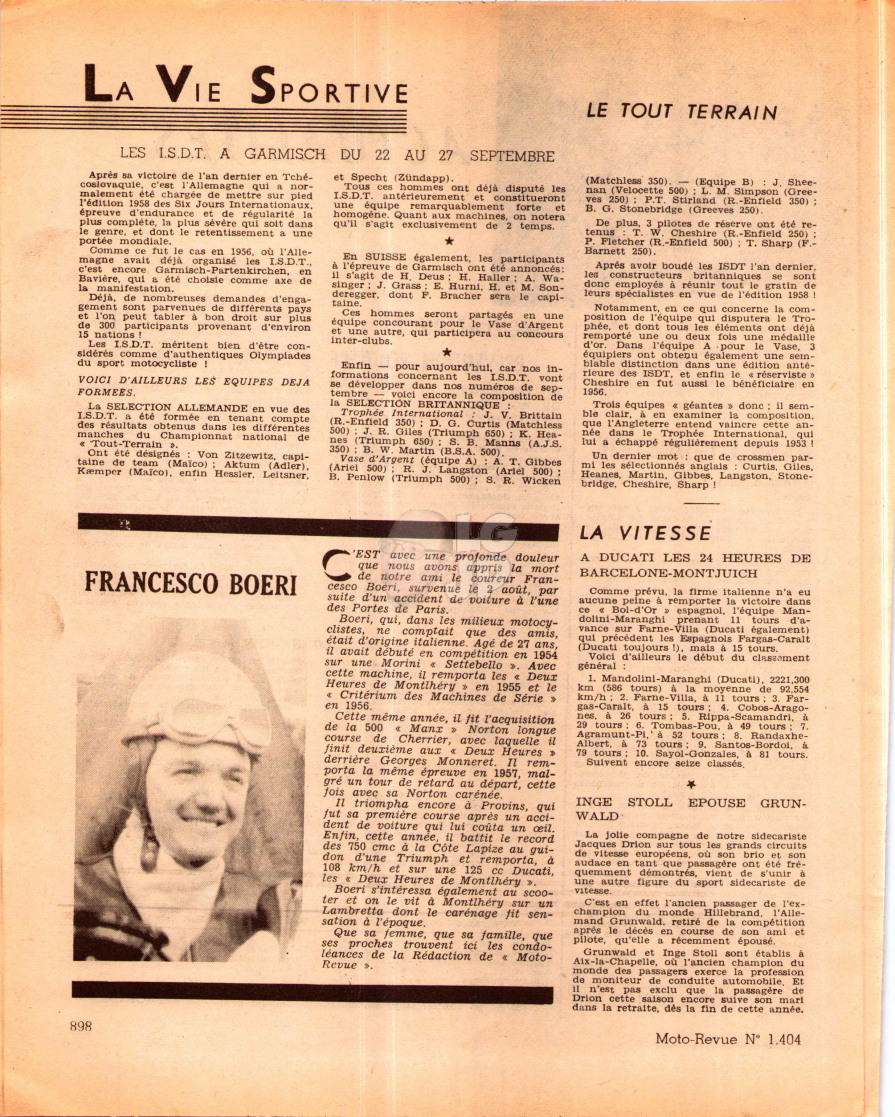 LA VIE SPORTIVE
LE TOUT TERRAIN
LES I.S.D.T. A GARMISCH DU 22 AU 27 SEPTEMBRE
Après sa victoire de l'an dernier en Tché-
coslovaquie, c'est l'Allemagne qui a nor-
malement été chargée de mettre sur pied
l'édition 1958 des Six Jours Internationaux,
épreuve d'endurance et de régularité la
plus complète, la plus sévère qui soit dans
le genre, et dont le retentissement a une
portée mondiale.
Comme ce fut le cas en 1956, où l'Alle-
magne avait déjà organisé les I.S.D.T.,
c'est encore Garmisch-Partenkirchen, en
Bavière, qui a été choisie comme axe de
la manifestation.
Déjà, de nombreuses demandes d'enga-
gement sont parvenues de différents pays
et l'on peut tabler à bon droit sur plus
de 300 participants provenant d'environ
15 nations !
Les I.S.D.T. méritent bien d'être con-
sidérés comme d'authentiques Olympiades
du sport motocycliste !
VOICI D'AILLEURS LES EQUIPES DEJA
FORMEES.
La SELECTION ALLEMANDE en vue des
I.S.D.T. a été formée en tenant compte
des résultats obtenus dans les différentes
manches du Championnat national de
« Tout-Terrain ».
Ont été désignés : Von Zitzewitz, capi-
taine de team (Maïco) ; Aktum (Adler),
Kæmper (Maïco), enfin Hessler, Leitsner,
et Specht (Zündapp).
Tous ces hommes ont déjà disputé les
I.S.D.T. antérieurement et constitueront
une équipe remarquablement forte et
homogène. Quant aux machines, on notera
qu'il s'agit exclusivement de 2 temps.
★
En SUISSE également, les participants
à l'épreuve de Garmisch ont été annoncés:
il s'agit de H. Deus ; H. Haller ; A. Wa-
singer ; J. Grass ; E. Hurni, H. et M. Son-
deregger, dont F. Bracher sera le capi-
taine.
Ces hommes seront partagés en une
équipe concourant pour le Vase d'Argent
et une autre, qui participera au concours
inter-clubs.
★
Enfin — pour aujourd'hui, car nos in-
formations concernant les I.S.D.T. vont
se développer dans nos numéros de sep-
tembre — voici encore la composition de
la SELECTION BRITANNIQUE :
Trophée International : J. V. Brittain
(R.-Enfield 350) ; D. G. Curtis (Matchless
500) ; J. R. Giles (Triumph 650) ; K. Hea-
nes (Triumph 650) ; S. B. Manns (A.J.S.
350) ; B. W. Martin (B.S.A. 500).
Vase d'Argent (équipe A) : A. T. Gibbes
(Ariel 500) ; R. J. Langston (Ariel 500) ;
B. Penlow (Triumph 500) ; S. R. Wicken
(Matchless 350). — (Equipe B) : J. Shee-
nan (Velocette 500) ; L. M. Simpson (Gree-
ves 250) ; P.T. Stirland (R.-Enfield 350) ;
B. G. Stonebridge (Greeves 250).
De plus, 3 pilotes de réserve ont été re-
tenus : T. W. Cheshire (R.-Enfield 250) ;
P. Fletcher (R.-Enfield 500) ; T. Sharp (F.-
Barnett 250).
Après avoir boudé les ISDT l'an dernier,
les constructeurs britanniques se sont
donc employés à réunir tout le gratin de
leurs spécialistes en vue de l'édition 1958 !
Notamment, en ce qui concerne la com-
position de l'équipe qui disputera le Tro-
phée, et dont tous les éléments ont déjà
remporté une ou deux fois une médaille
d'or. Dans l'équipe A pour le Vase, 3
équipiers ont obtenu également une sem-
blable distinction dans une édition anté-
rieure des ISDT, et enfin le « réserviste »
Cheshire en fut aussi le bénéficiaire en
1956.
Trois équipes « géantes » donc ; il sem-
ble clair, à en examiner la composition,
que l'Angleterre entend vaincre cette an-
née dans le Trophée International, qui
lui a échappé régulièrement depuis 1953 !
Un dernier mot : que de crossmen par-
mi les sélectionnés anglais : Curtis, Giles,
Heanes, Martin, Gibbes, Langston, Stone-
bridge, Cheshire, Sharp !
FRANCESCO BOERI
C'EST avec une profonde douleur
que nous avons appris la mort
de notre ami le coureur Fran-
cesco Boeri, survenue le 2 août, par
suite d'un accident de voiture à l'une
des Portes de Paris.
Boeri, qui, dans les milieux motocy-
clistes, ne comptait que des amis,
était d'origine italienne. Agé de 27 ans,
il avait débuté en compétition en 1954
sur une Morini « Settebello ». Avec
cette machine, il remporta les « Deux
Heures de Montlhéry » en 1955 et le
« Critérium des Machines de Série »
en 1956.
Cette même année, il fit l'acquisition
de la 500 « Manx » Norton longue
course de Cherrier, avec laquelle il
finit deuxième aux « Deux Heures »
derrière Georges Monneret. Il rem-
porta la même épreuve en 1957, mal-
gré un tour de retard au départ, cette
fois avec sa Norton carénée.
Il triompha encore à Provins, qui
fut sa première course après un acci-
dent de voiture qui lui coûta un œil.
Enfin, cette année, il battit le record
des 750 cmc à la Côte Lapize au gui-
don d'une Triumph et remporta, à
108 km/h et sur une 125 cc Ducati,
les « Deux Heures de Montlhéry ».
Boeri s'intéressa également au scoo-
ter et on le vit à Montlhéry sur un
Lambretta dont le carénage fit sen-
sation à l'époque.
Que sa femme, que sa famille, que
ses proches trouvent ici les condo-
léances de la Rédaction de « Moto-
Revue ».
LA VITESSE
A DUCATI LES 24 HEURES DE
BARCELONE-MONTJUICH
Comme prévu, la firme italienne n'a eu
aucune peine à remporter la victoire dans
ce « Bol-d'Or » espagnol, l'équipe Man-
dolini-Maranghi prenant 11 tours d'a-
vance sur Farne-Villa (Ducati également)
qui précèdent les Espagnols Fargas-Caralt
(Ducati toujours !), mais à 15 tours.
Voici d'ailleurs le début du classement
général :
1. Mandolini-Maranghi (Ducati), 2221,300
km (586 tours) à la moyenne de 92,554
km/h ; 2. Farne-Villa, à 11 tours ; 3. Far-
gas-Caralt, à 15 tours ; 4. Cobos-Arago-
nes, à 26 tours ; 5. Rippa-Scamandri, à
29 tours ; 6. Tombas-Pou, à 49 tours ; 7.
Agramunt-Pi, à 52 tours ; 8. Randaxhe-
Albert, à 73 tours ; 9. Santos-Bordoi, à
79 tours ; 10. Sayol-Gonzales, à 81 tours.
Suivent encore seize classés.
★
INGE STOLL EPOUSE GRUN-
WALD
La jolie compagne de notre sidecariste
Jacques Drion sur tous les grands circuits
de vitesse européens, où son brio et son
audace en tant que passagère ont été fré-
quemment démontrés, vient de s'unir à
une autre figure du sport sidecariste de
vitesse.
C'est en effet l'ancien passager de l'ex-
champion du monde Hillebrand, l'Alle-
mand Grunwald, retiré de la compétition
après le décès en course de son ami et
pilote, qu'elle a récemment épousé.
Grunwald et Inge Stoll sont établis à
Aix-la-Chapelle, où l'ancien champion du
monde des passagers exerce la profession
de moniteur de conduite automobile. Et
il n'est pas exclu que la passagère de
Drion cette saison encore suive son mari
dans la retraite, dès la fin de cette année.
898
Moto-Revue N° 1.404